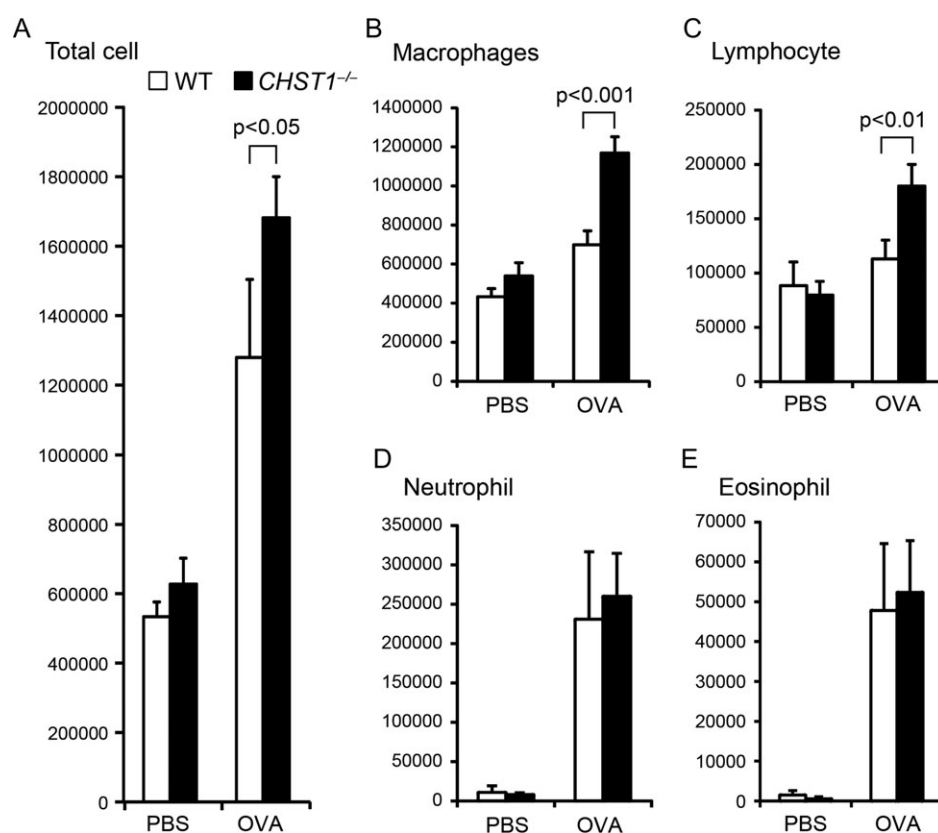 A
Total cell
WT CHST1–/–
2000000
1800000
1600000
1400000
1200000
1000000
800000
600000
400000
200000
0
p<0.05
PBS OVA
B
Macrophages
1400000
1200000
1000000
800000
600000
400000
200000
0
p<0.001
PBS OVA
C
Lymphocyte
250000
200000
150000
100000
50000
0
p<0.01
PBS OVA
D
Neutrophil
350000
300000
250000
200000
150000
100000
50000
0
PBS OVA
E
Eosinophil
70000
60000
50000
40000
30000
20000
10000
0
PBS OVA